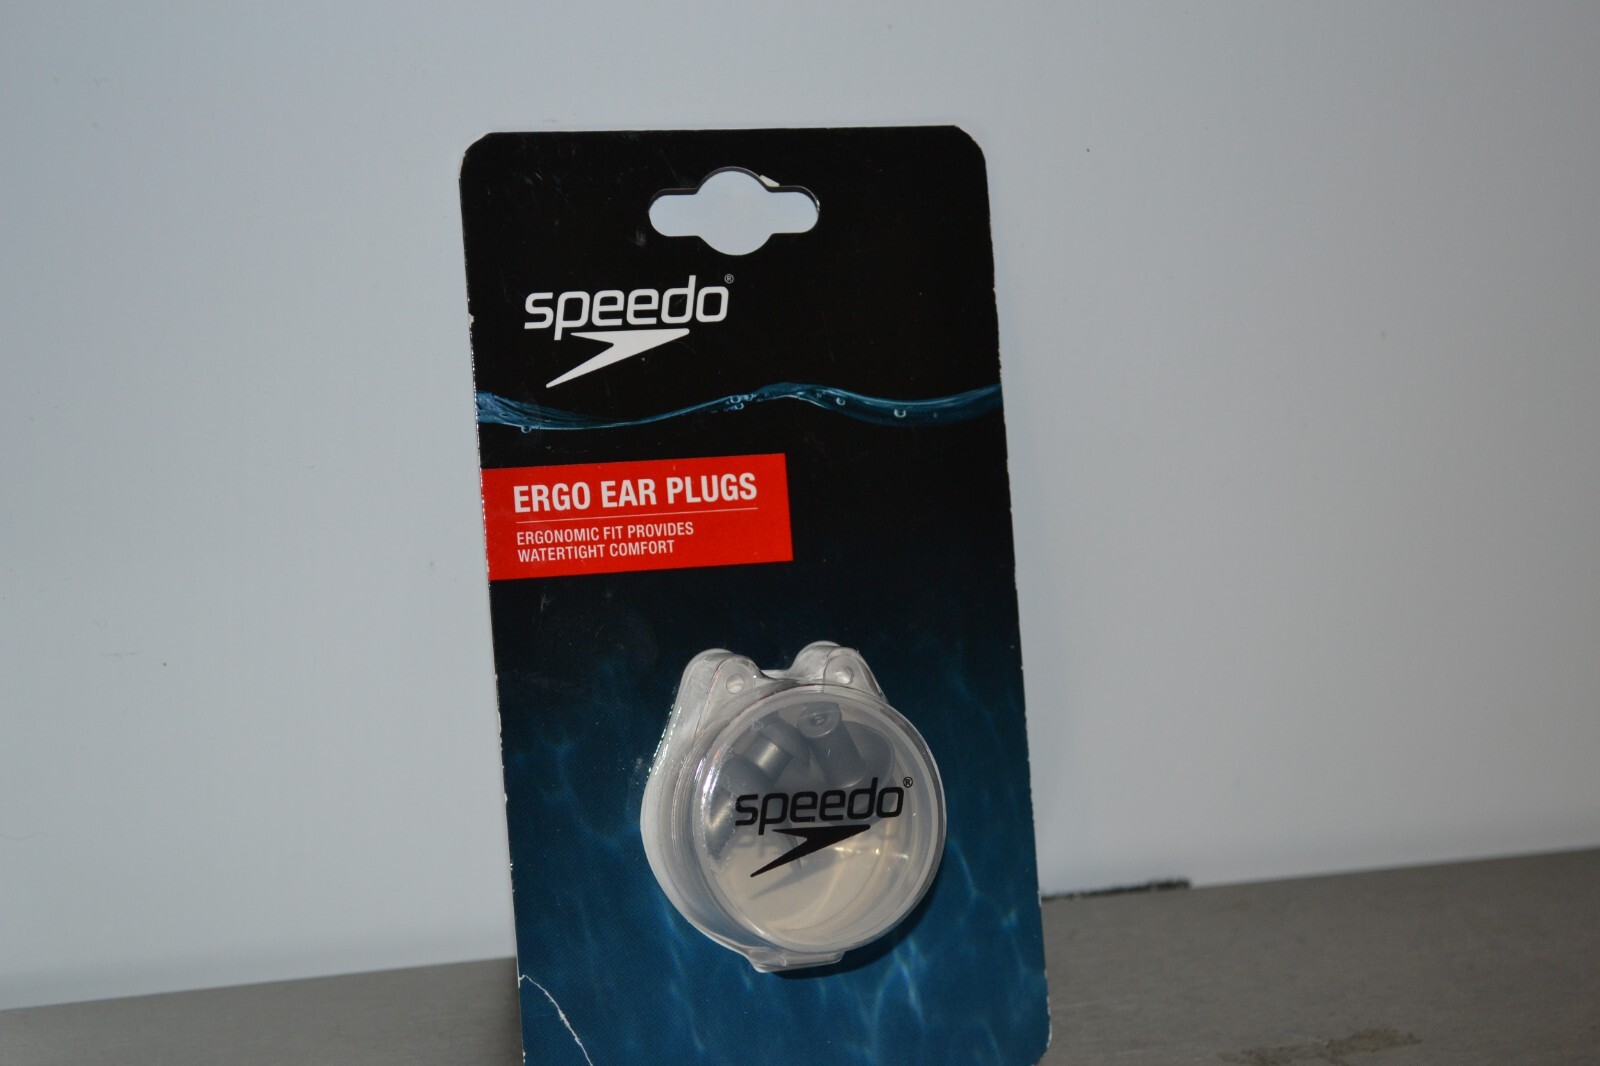 speedo®
ERGO EAR PLUGS
ERGONOMIC FIT PROVIDES
WATERTIGHT COMFORT
speedo®